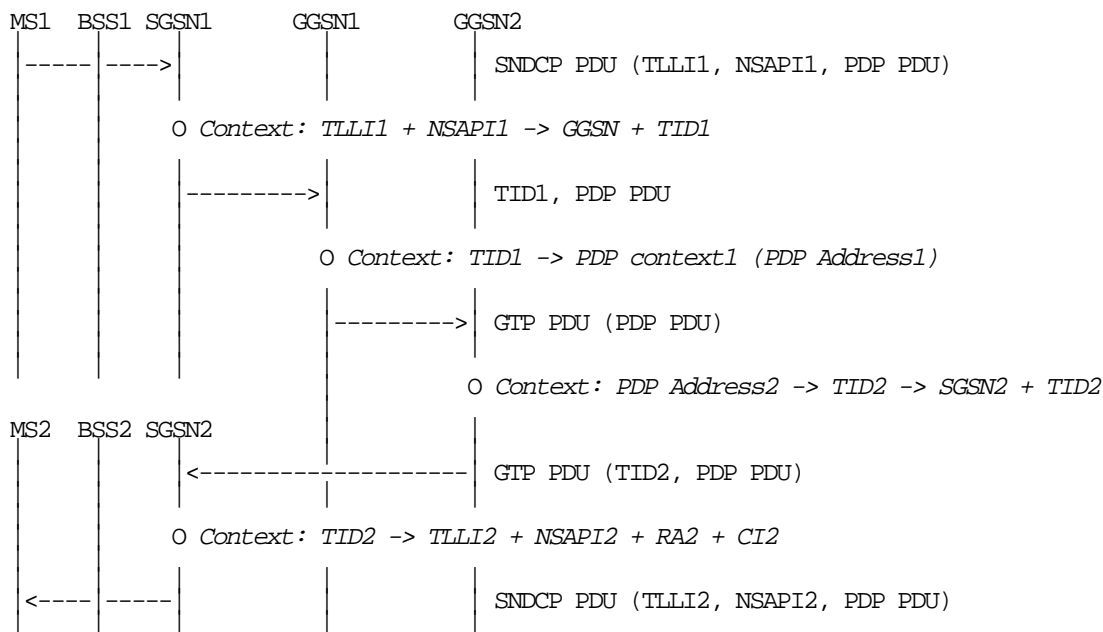 MS1 BSS1 SGSN1 GGSN1 GGSN2
SNDCP PDU (TLLI1, NSAPI1, PDP PDU)
O Context: TLLI1 + NSAPI1 -> GGSN + TID1
TID1, PDP PDU
O Context: TID1 -> PDP context1 (PDP Address1)
GTP PDU (PDP PDU)
O Context: PDP Address2 -> TID2 -> SGSN2 + TID2
MS2 BSS2 SGSN2
GTP PDU (TID2, PDP PDU)
O Context: TID2 -> TLLI2 + NSAPI2 + RA2 + CI2
SNDCP PDU (TLLI2, NSAPI2, PDP PDU)